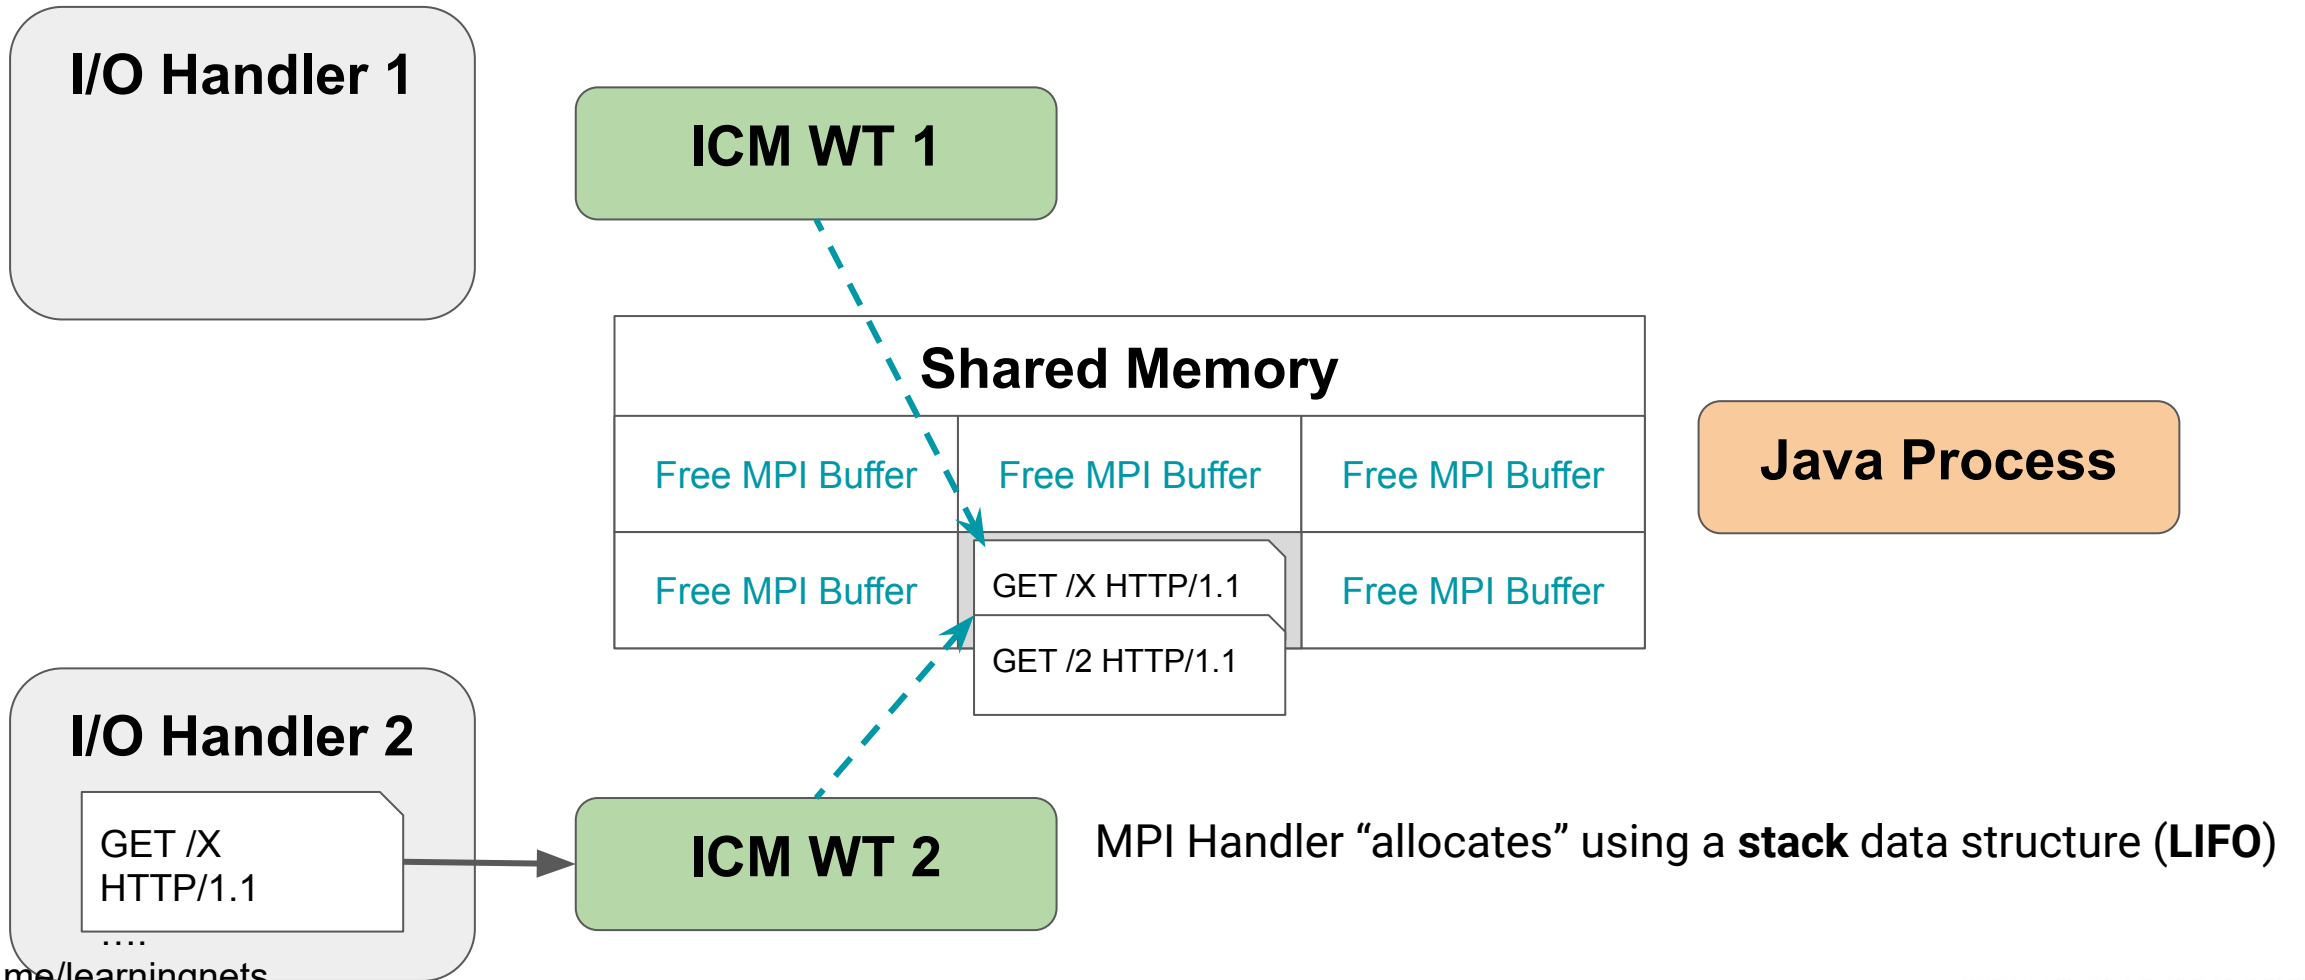 I/O Handler 1
ICM WT 1
Shared Memory
Free MPI Buffer
Free MPI Buffer
Free MPI Buffer
Java Process
Free MPI Buffer
GET /X HTTP/1.1
Free MPI Buffer
GET /2 HTTP/1.1
I/O Handler 2
GET /X
HTTP/1.1
....
ICM WT 2
MPI Handler “allocates” using a stack data structure (LIFO)
me/learningnets